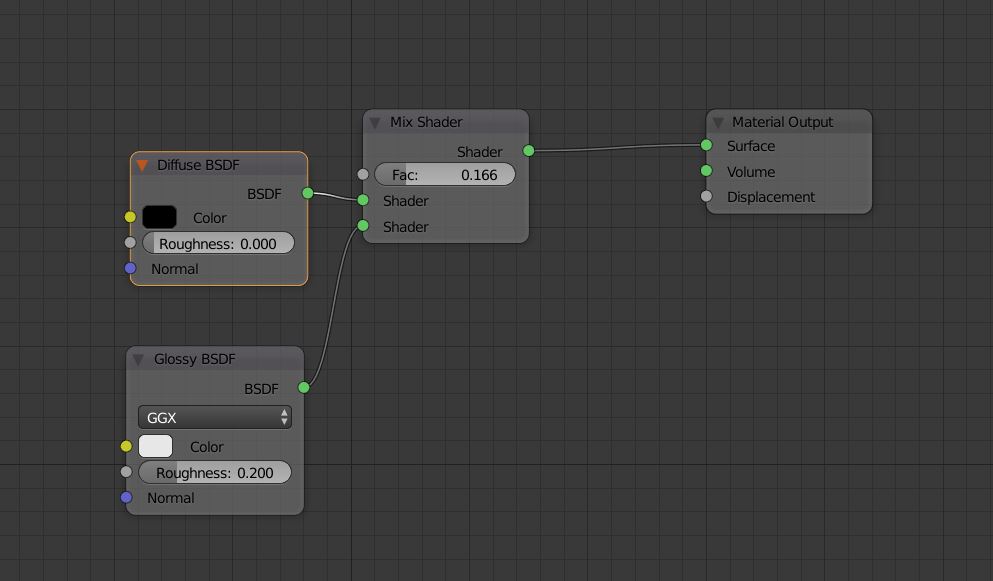 Diffuse BSDF
BSDF
Color
Roughness: 0.000
Normal
Glossy BSDF
BSDF
GGX
Color
Roughness: 0.200
Normal
Mix Shader
Shader
Fac: 0.166
Shader
Shader
Material Output
Surface
Volume
Displacement